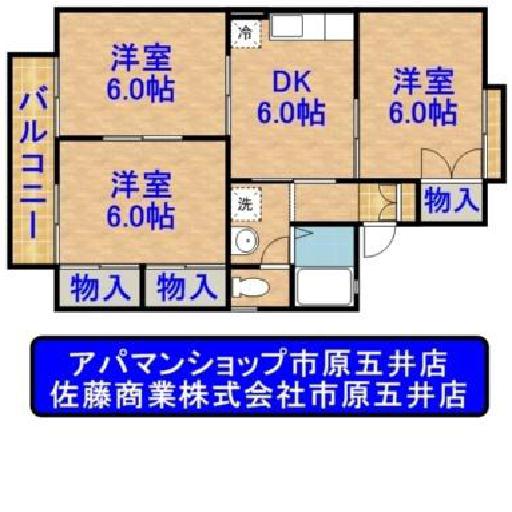 洋室
6.0帖
冷
DK
6.0帖
洋室
6.0帖
バルコニー
洋室
6.0帖
洗
物入
物入
物入
アパマンショップ市原五井店
佐藤商業株式会社市原五井店